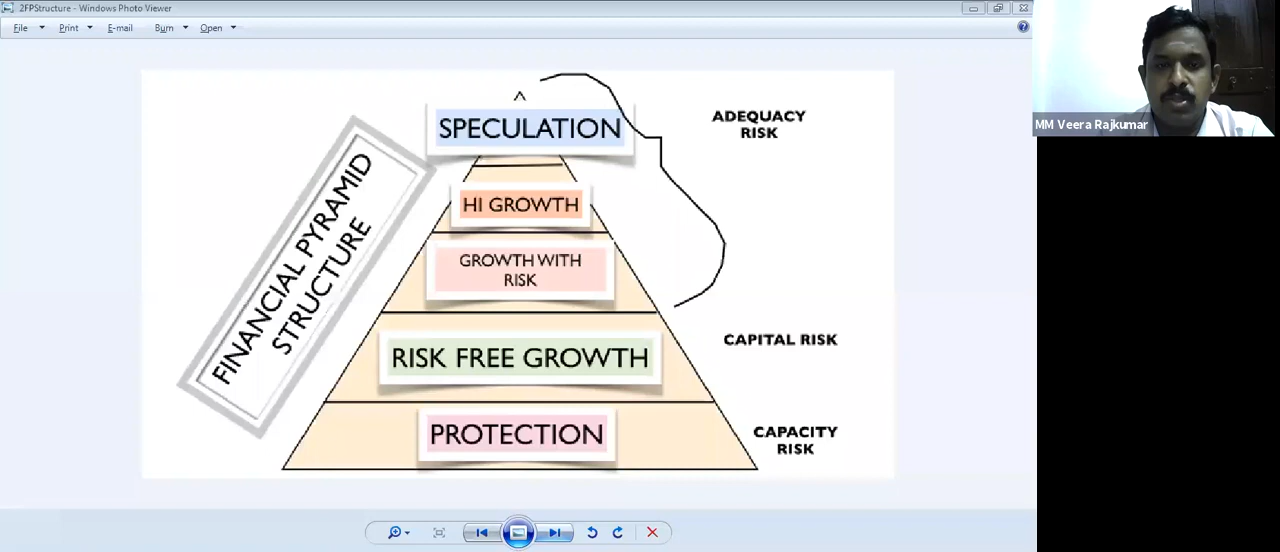 2FPStructure - Windows Photo Viewer
File Print E-mail Burn Open
MM Veera Rajkumar
FINANCIAL PYRAMID
STRUCTURE
SPECULATION
ADEQUACY
RISK
HI GROWTH
GROWTH WITH
RISK
CAPITAL RISK
RISK FREE GROWTH
PROTECTION
CAPACITY
RISK